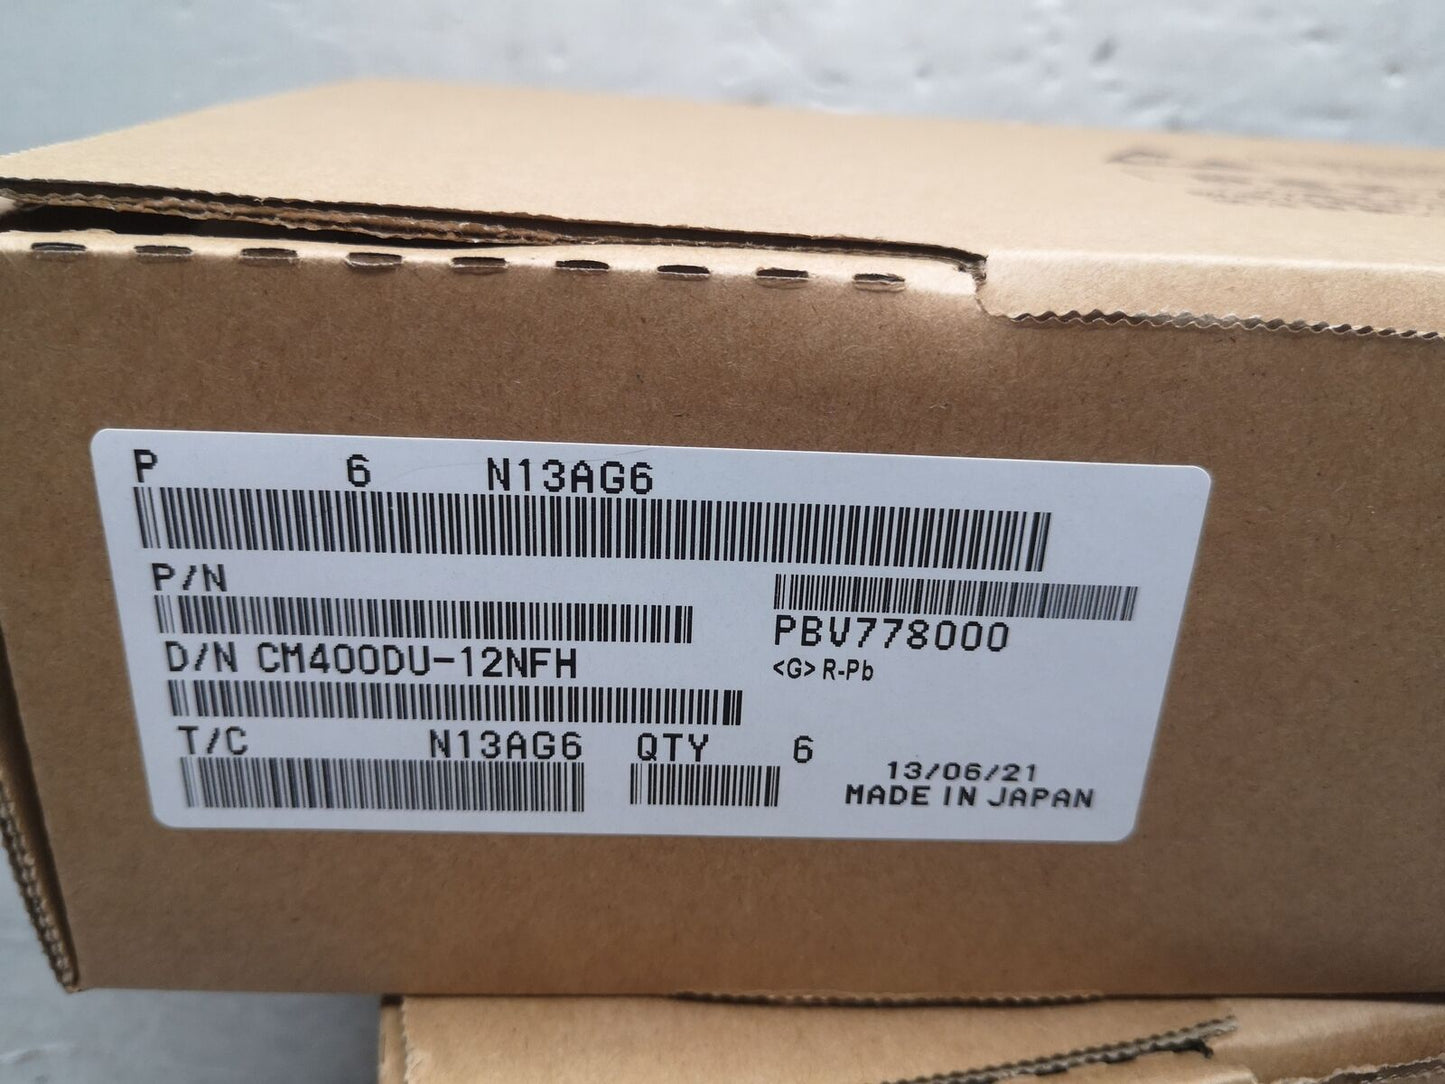 P 6 N13AG6
P/N
PBV778000
D/N CM400DU-12NFH
<G> R-Pb
T/C N13AG6 QTY 6
13/06/21
MADE IN JAPAN